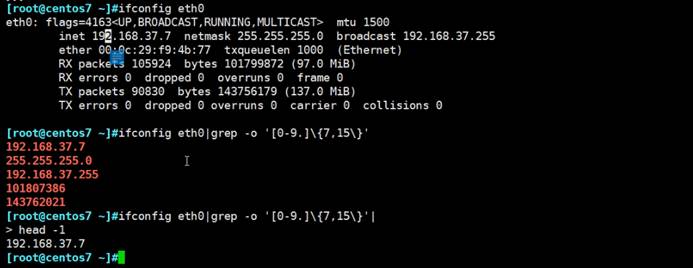 [root@centos7 ~]#ifconfig eth0
eth0: flags=4163<UP,BROADCAST,RUNNING,MULTICAST>  mtu 1500
        inet 192.168.37.7  netmask 255.255.255.0  broadcast 192.168.37.255
        ether 00:0c:29:f9:4b:77  txqueuelen 1000  (Ethernet)
        RX packets 105924  bytes 101799872 (97.0 MiB)
        RX errors 0  dropped 0  overruns 0  frame 0
        TX packets 90830  bytes 143756179 (137.0 MiB)
        TX errors 0  dropped 0 overruns 0  carrier 0  collisions 0
[root@centos7 ~]#ifconfig eth0|grep -o '[0-9.]\{7,15\}'
192.168.37.7
255.255.255.0
192.168.37.255
101807386
143762021
[root@centos7 ~]#ifconfig eth0|grep -o '[0-9.]\{7,15\}'|
> head -1
192.168.37.7
[root@centos7 ~]#